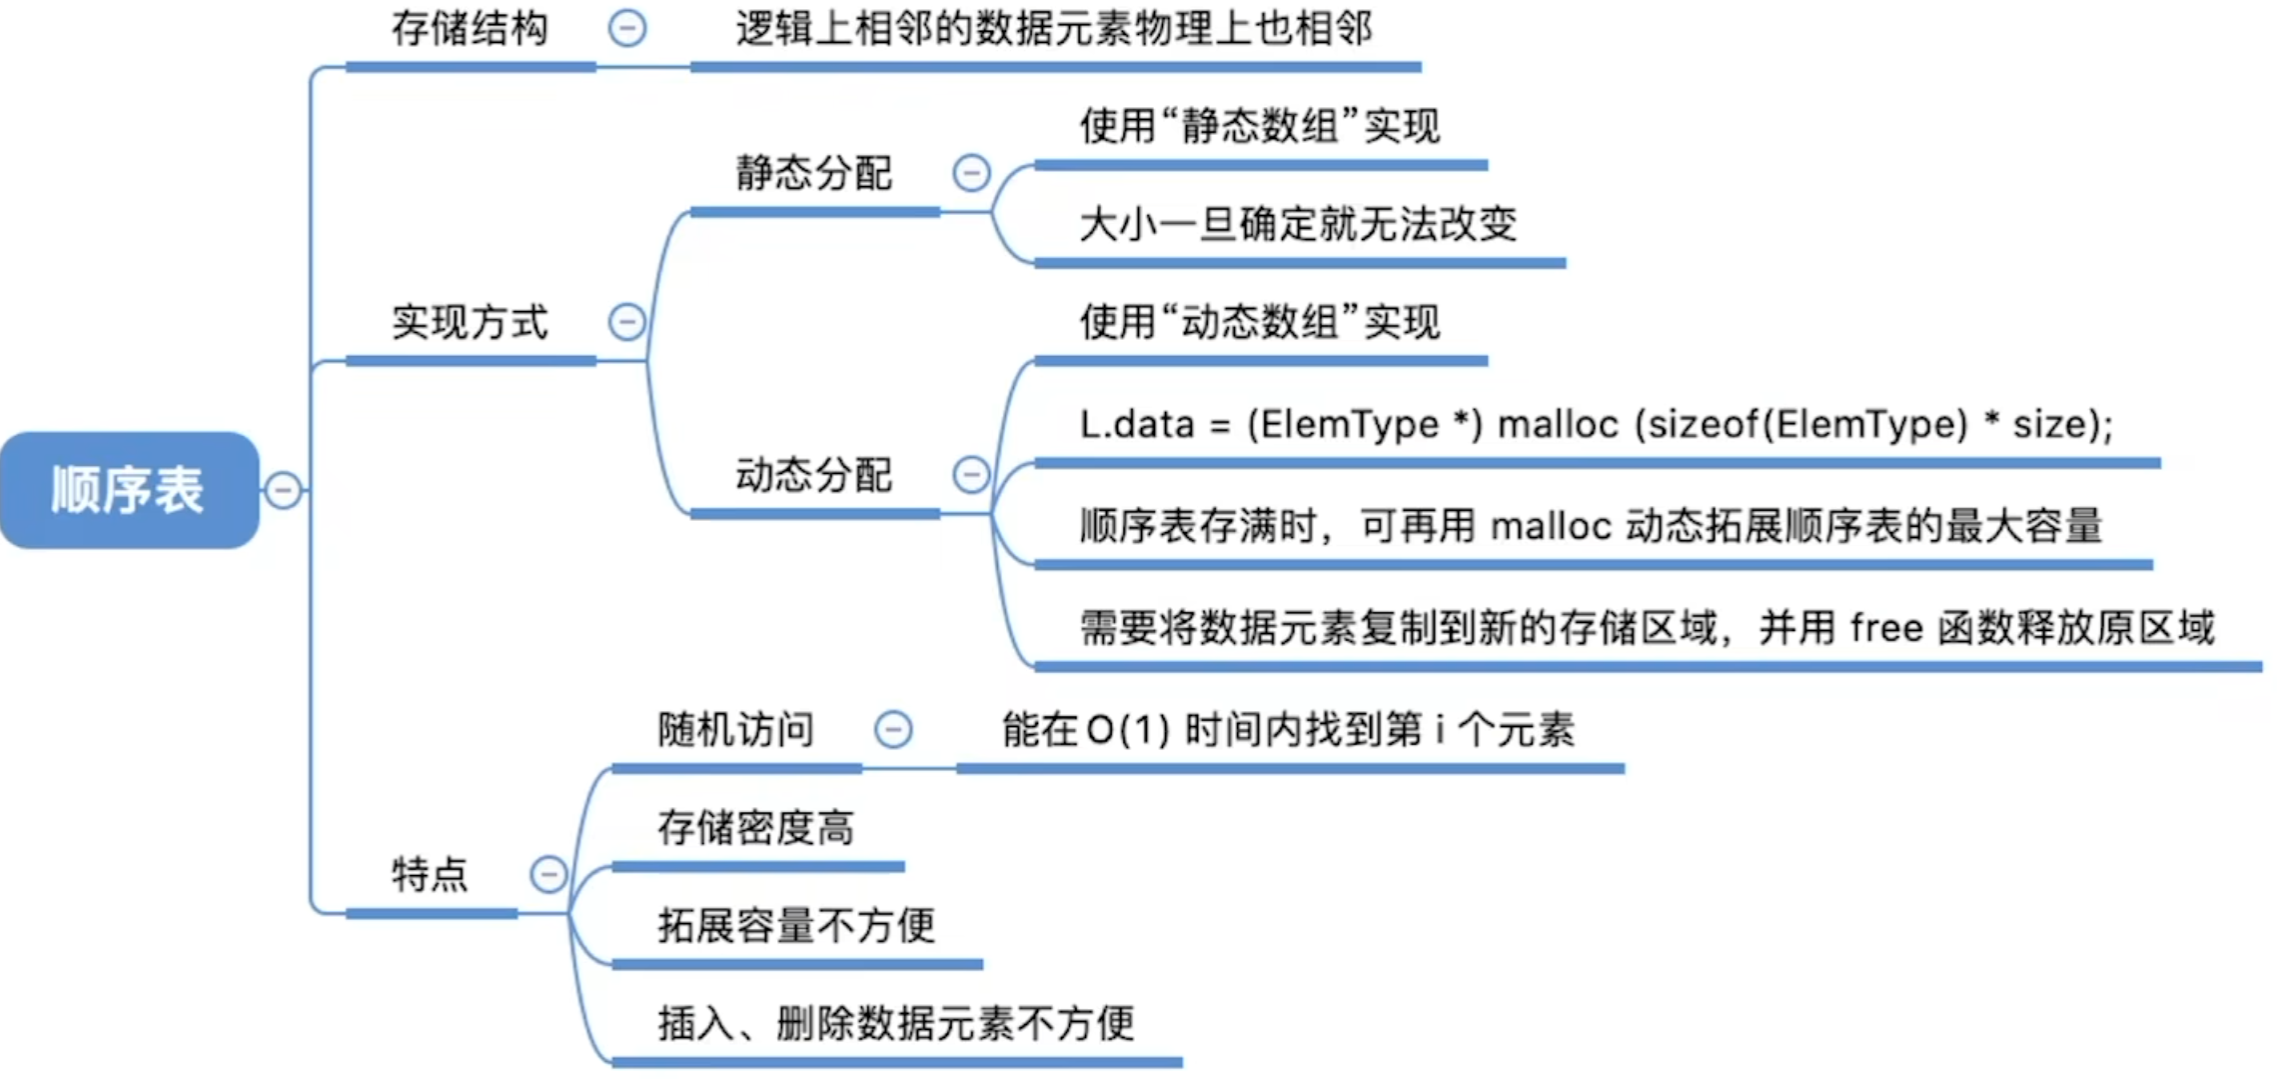 存储结构
逻辑上相邻的数据元素物理上也相邻
使用“静态数组”实现
静态分配
大小一旦确定就无法改变
实现方式
使用“动态数组”实现
L.data = (ElemType *) malloc (sizeof(ElemType) * size);
动态分配
顺序表
顺序表存满时，可再用 malloc 动态拓展顺序表的最大容量
需要将数据元素复制到新的存储区域，并用 free 函数释放原区域
随机访问
能在O(1) 时间内找到第 i 个元素
存储密度高
特点
拓展容量不方便
插入、删除数据元素不方便